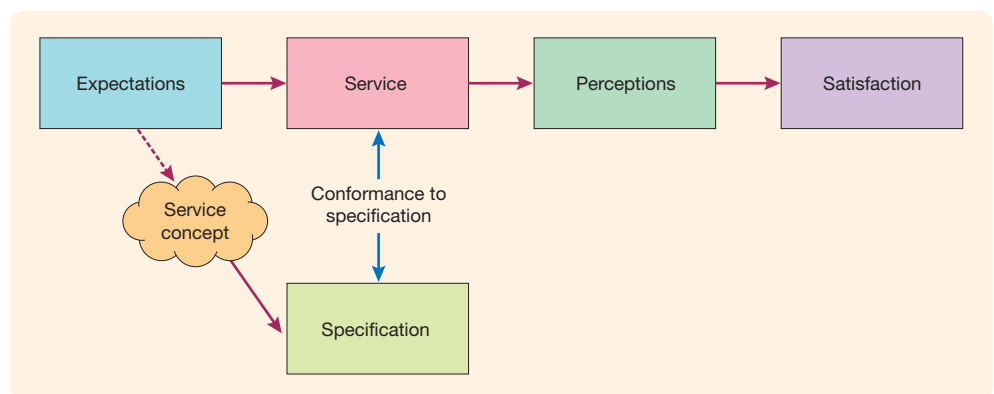 Expectations
Service
Perceptions
Satisfaction
Service
concept
Conformance to
specification
Specification